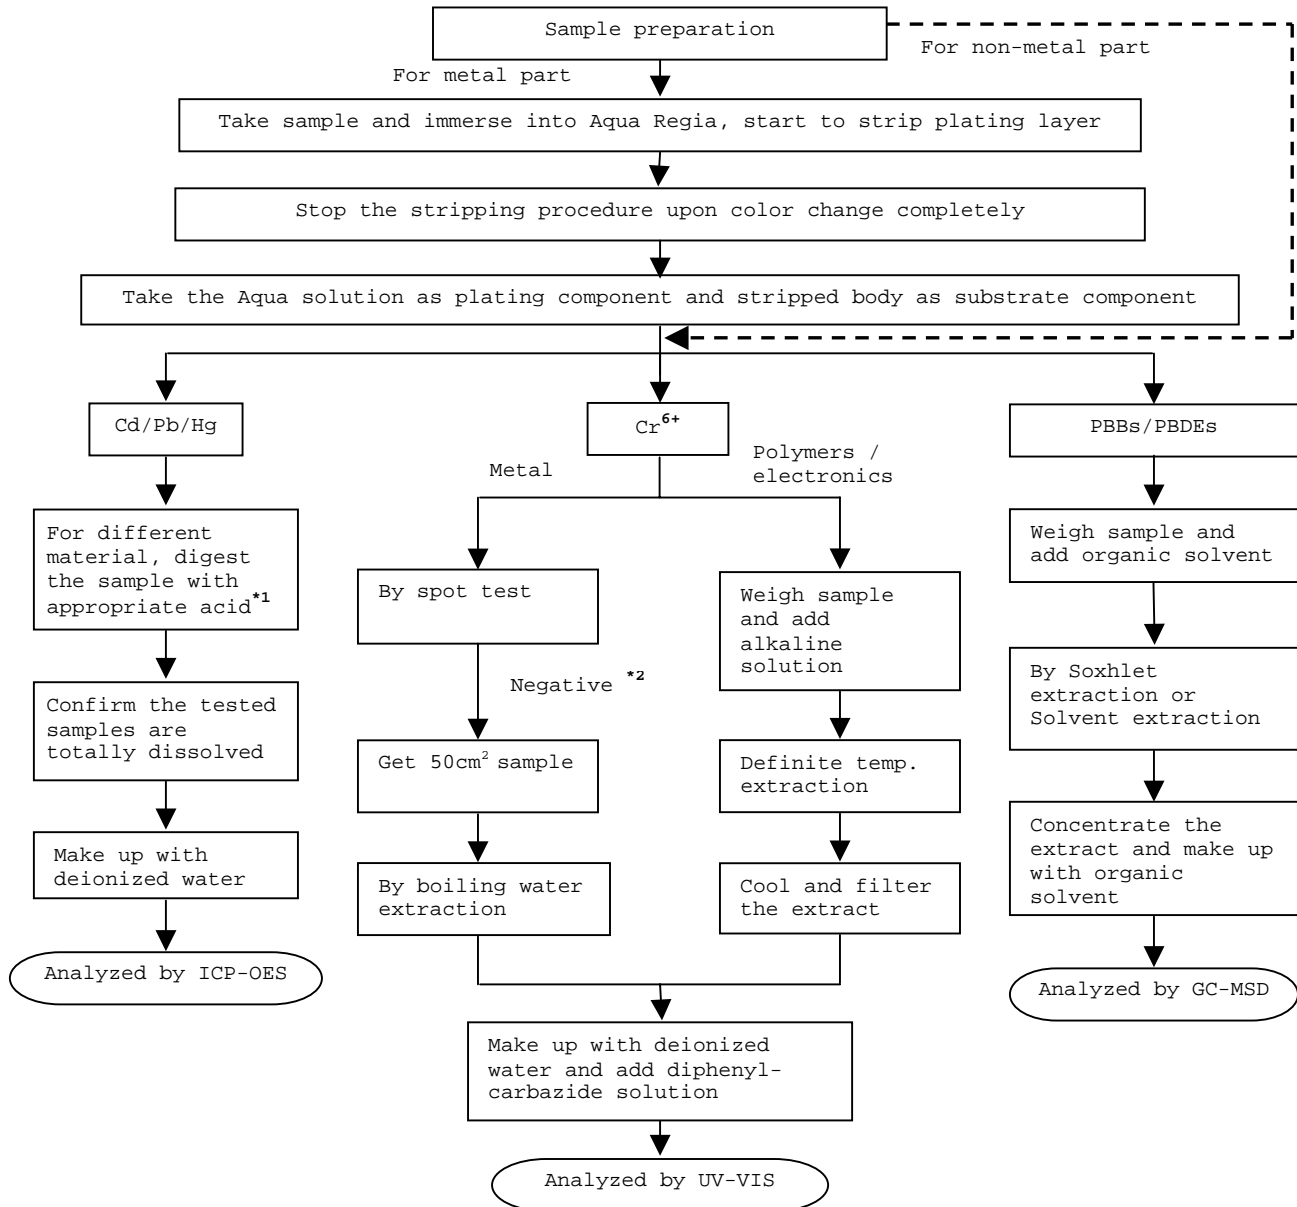 Sample preparation
For non-metal part
For metal part
Take sample and immerse into Aqua Regia, start to strip plating layer
Stop the stripping procedure upon color change completely
Take the Aqua solution as plating component and stripped body as substrate component
Cd/Pb/Hg
Cr6+
PBBs/PBDEs
Metal
Polymers /
electronics
For different
material, digest
the sample with
appropriate acid*1
Confirm the tested
samples are
totally dissolved
Make up with
deionized water
Analyzed by ICP-OES
By spot test
Negative *2
Get 50cm2 sample
By boiling water
extraction
Weigh sample
and add
alkaline
solution
Definite temp.
extraction
Cool and filter
the extract
Make up with deionized
water and add diphenyl-
carbazide solution
Analyzed by UV-VIS
Weigh sample and
add organic solvent
By Soxhlet
extraction or
Solvent extraction
Concentrate the
extract and make up
with organic
solvent
Analyzed by GC-MSD